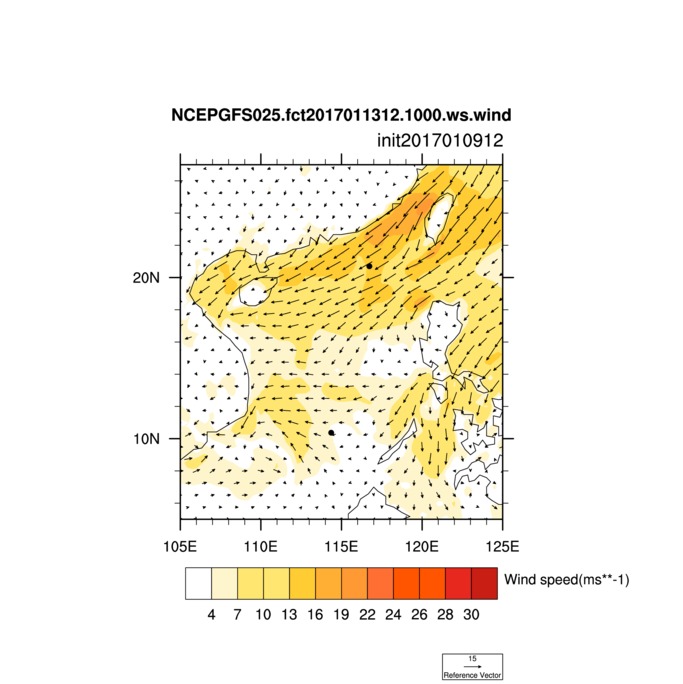 NCEPGFS025.fct2017011312.1000.ws.wind
init2017010912
20N
10N
105E 110E 115E 120E 125E
Wind speed(ms**-1)
4 7 10 13 16 19 22 24 26 28 30
15
Reference Vector